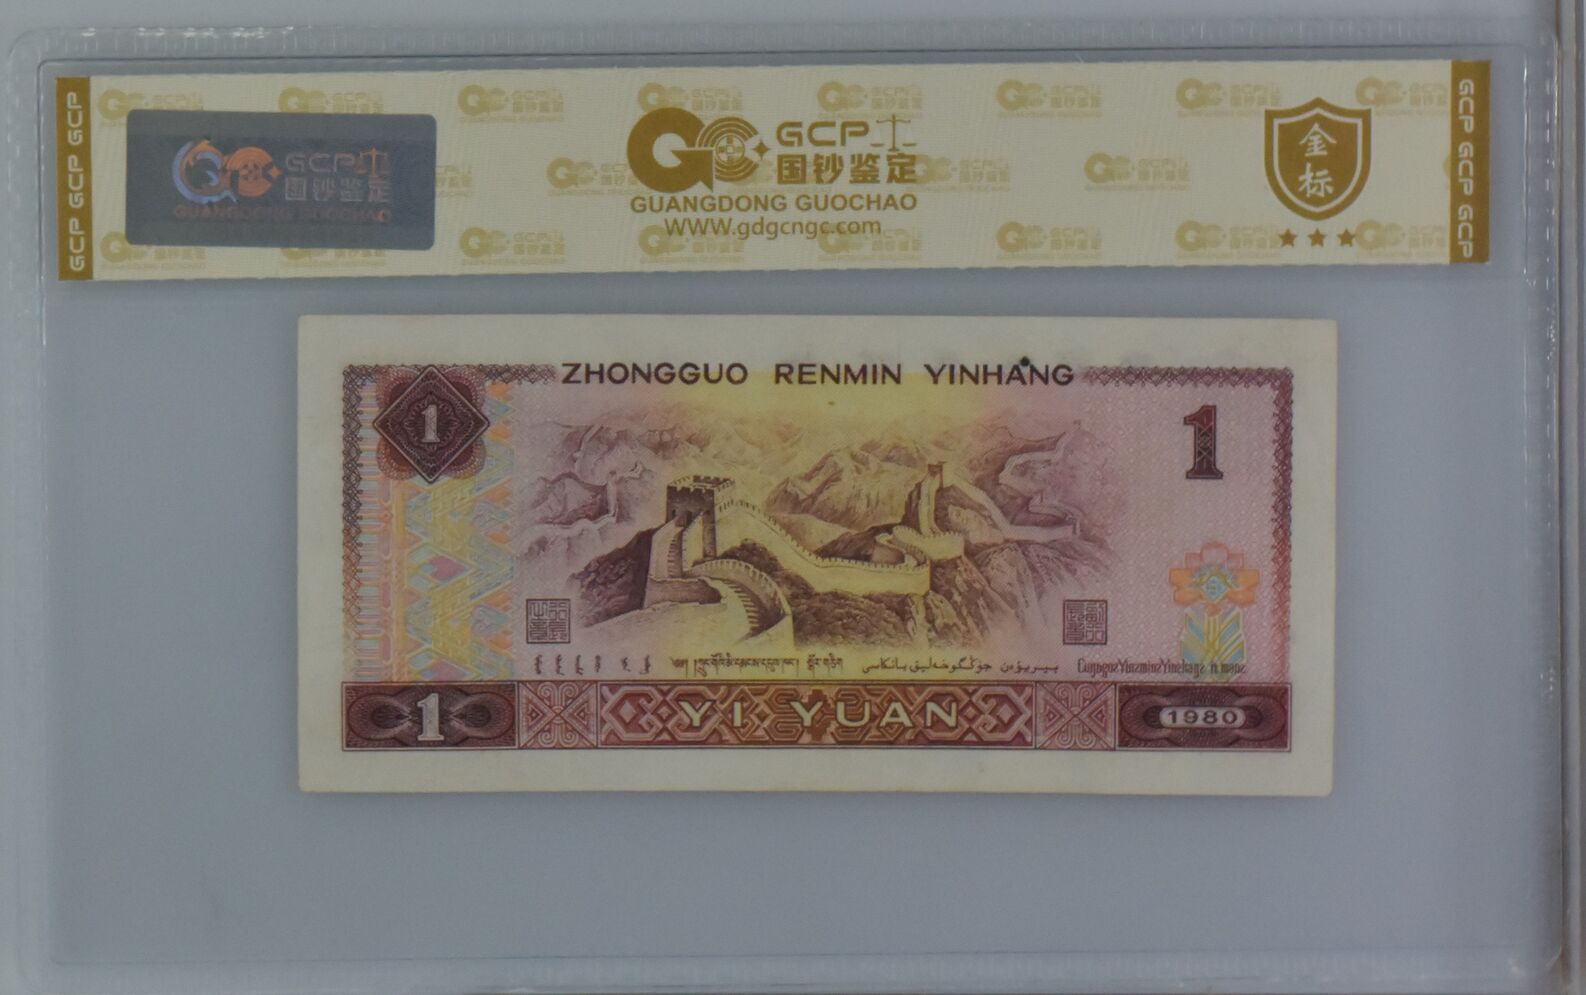 GCP 国钞鉴定
GUANGDONG GUOCHAO
GCP 国钞鉴定
GUANGDONG GUOCHAO
WWW.gdgcngc.com
金标
GCP GCP GCP
GCP GCP GCP
ZHONGGUO RENMIN YINHANG
1
1
1
YI YUAN
1980